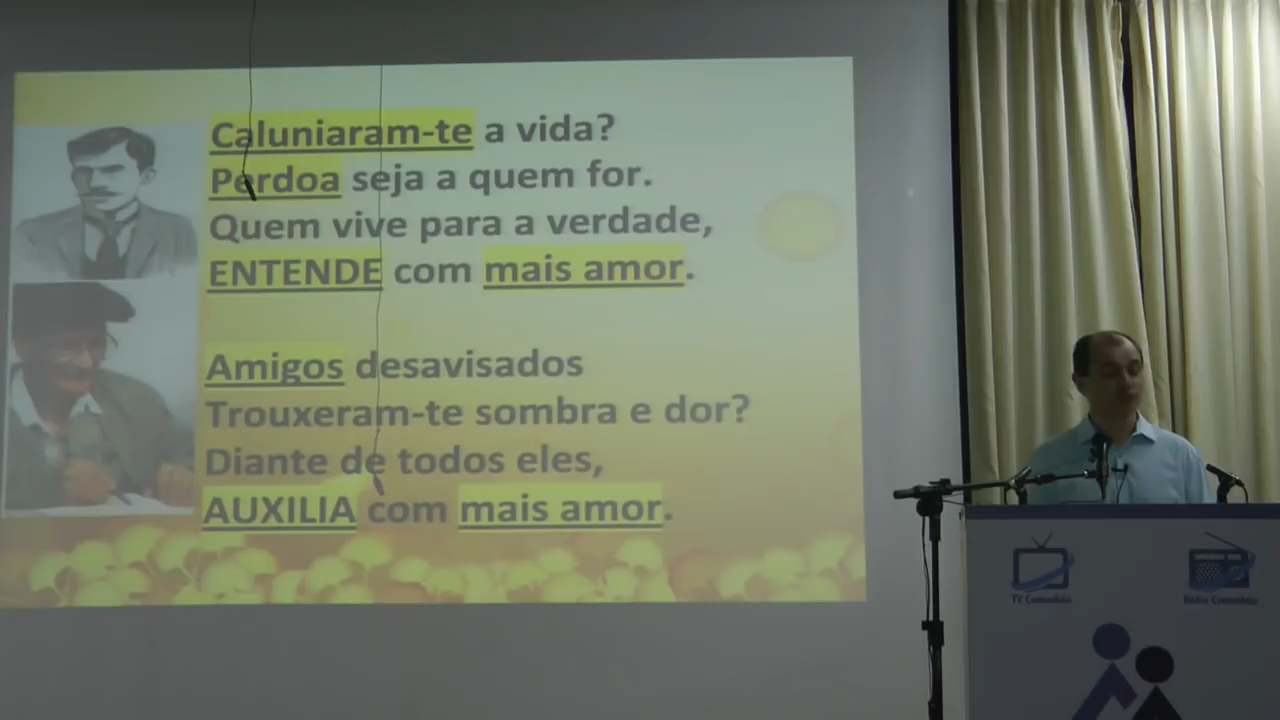 Caluniaram-te a vida?
Perdoa seja a quem for.
Quem vive para a verdade,
ENTENDE com mais amor.
Amigos desavisados
Trouxeram-te sombra e dor?
Diante de todos eles,
AUXILIA com mais amor.
TV Comunhão
Rádio Comunhão